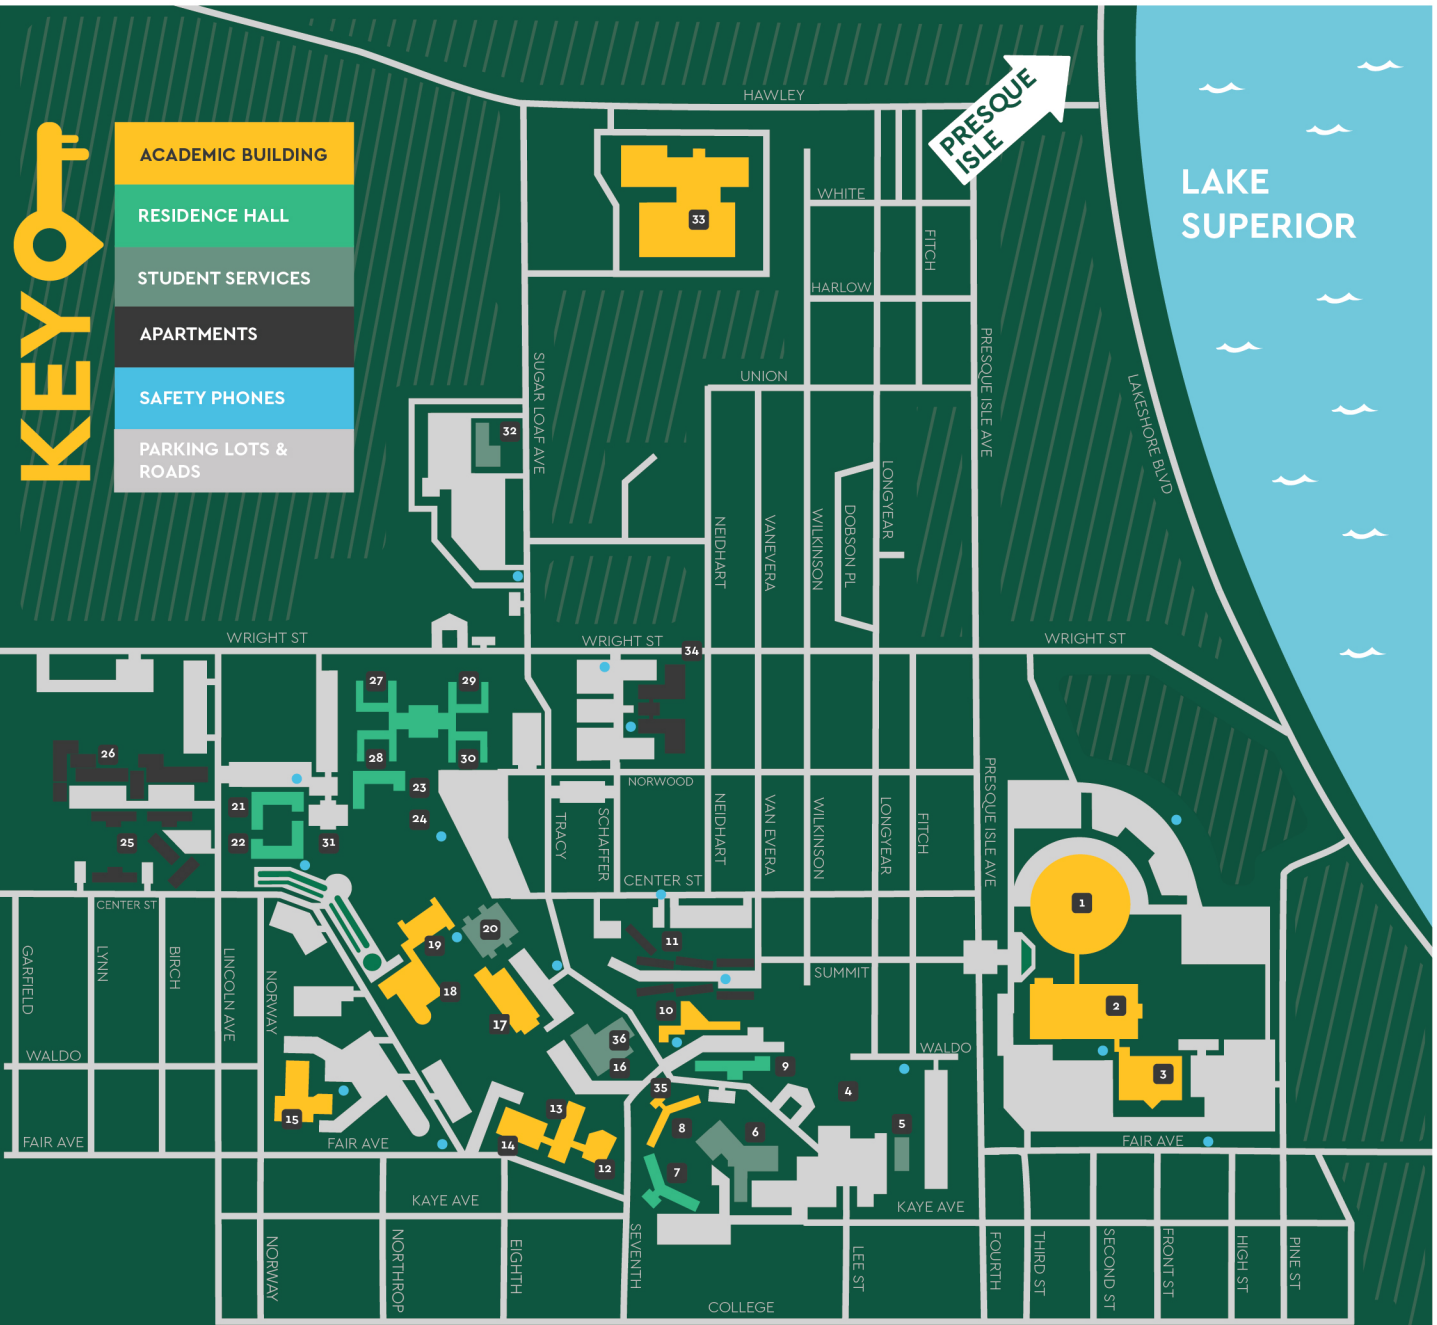 HAWLEY
PRESQUE
ISLE
LAKE
SUPERIOR
KEY
ACADEMIC BUILDING
RESIDENCE HALL
STUDENT SERVICES
APARTMENTS
SAFETY PHONES
PARKING LOTS &
ROADS
33
WHITE
FITCH
HARLOW
UNION
SUGAR LOAF AVE
PRESQUE ISLE AVE
LAKESHORE BLVD
32
LONGYEAR
DOBSON PL
WILKINSON
VANEVERA
NEIDHART
WRIGHT ST
WRIGHT ST
WRIGHT ST
34
27
29
26
28
30
23
24
21
22
31
25
NORWOOD
TRACY
SCHAFFER
NEIDHART
VAN EVERA
WILKINSON
LONGYEAR
FITCH
PRESQUE ISLE AVE
CENTER ST
CENTER ST
1
20
19
18
17
11
SUMMIT
GARFIELD
LYNN
BIRCH
LINCOLN AVE
NORWAY
2
10
36
16
9
WALDO
WALDO
3
35
4
5
6
8
7
13
14
12
15
FAIR AVE
FAIR AVE
FAIR AVE
KAYE AVE
KAYE AVE
NORWAY
NORTHROP
EIGHTH
SEVENTH
LEE ST
FOURTH
THIRD ST
SECOND ST
FRONT ST
HIGH ST
PINE ST
COLLEGE